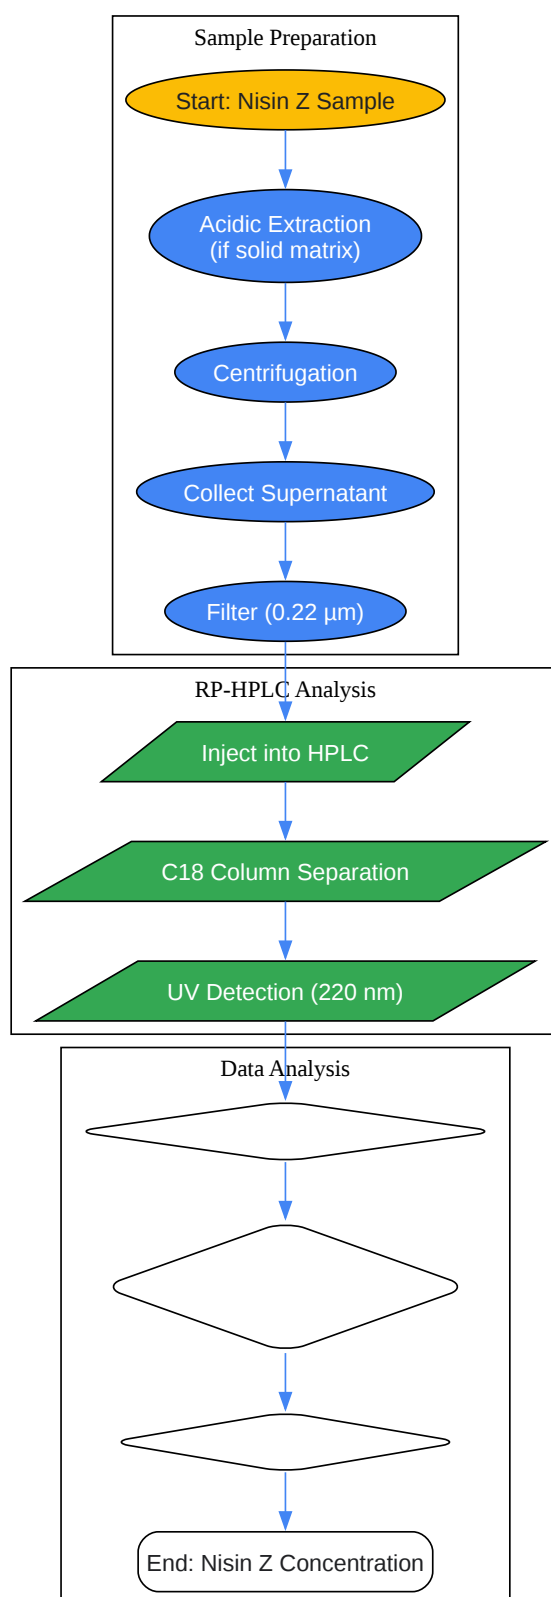 Sample Preparation
Start: Nisin Z Sample
Acidic Extraction
(if solid matrix)
Centrifugation
Collect Supernatant
Filter (0.22 µm)
RP-HPLC Analysis
Inject into HPLC
C18 Column Separation
UV Detection (220 nm)
Data Analysis
End: Nisin Z Concentration